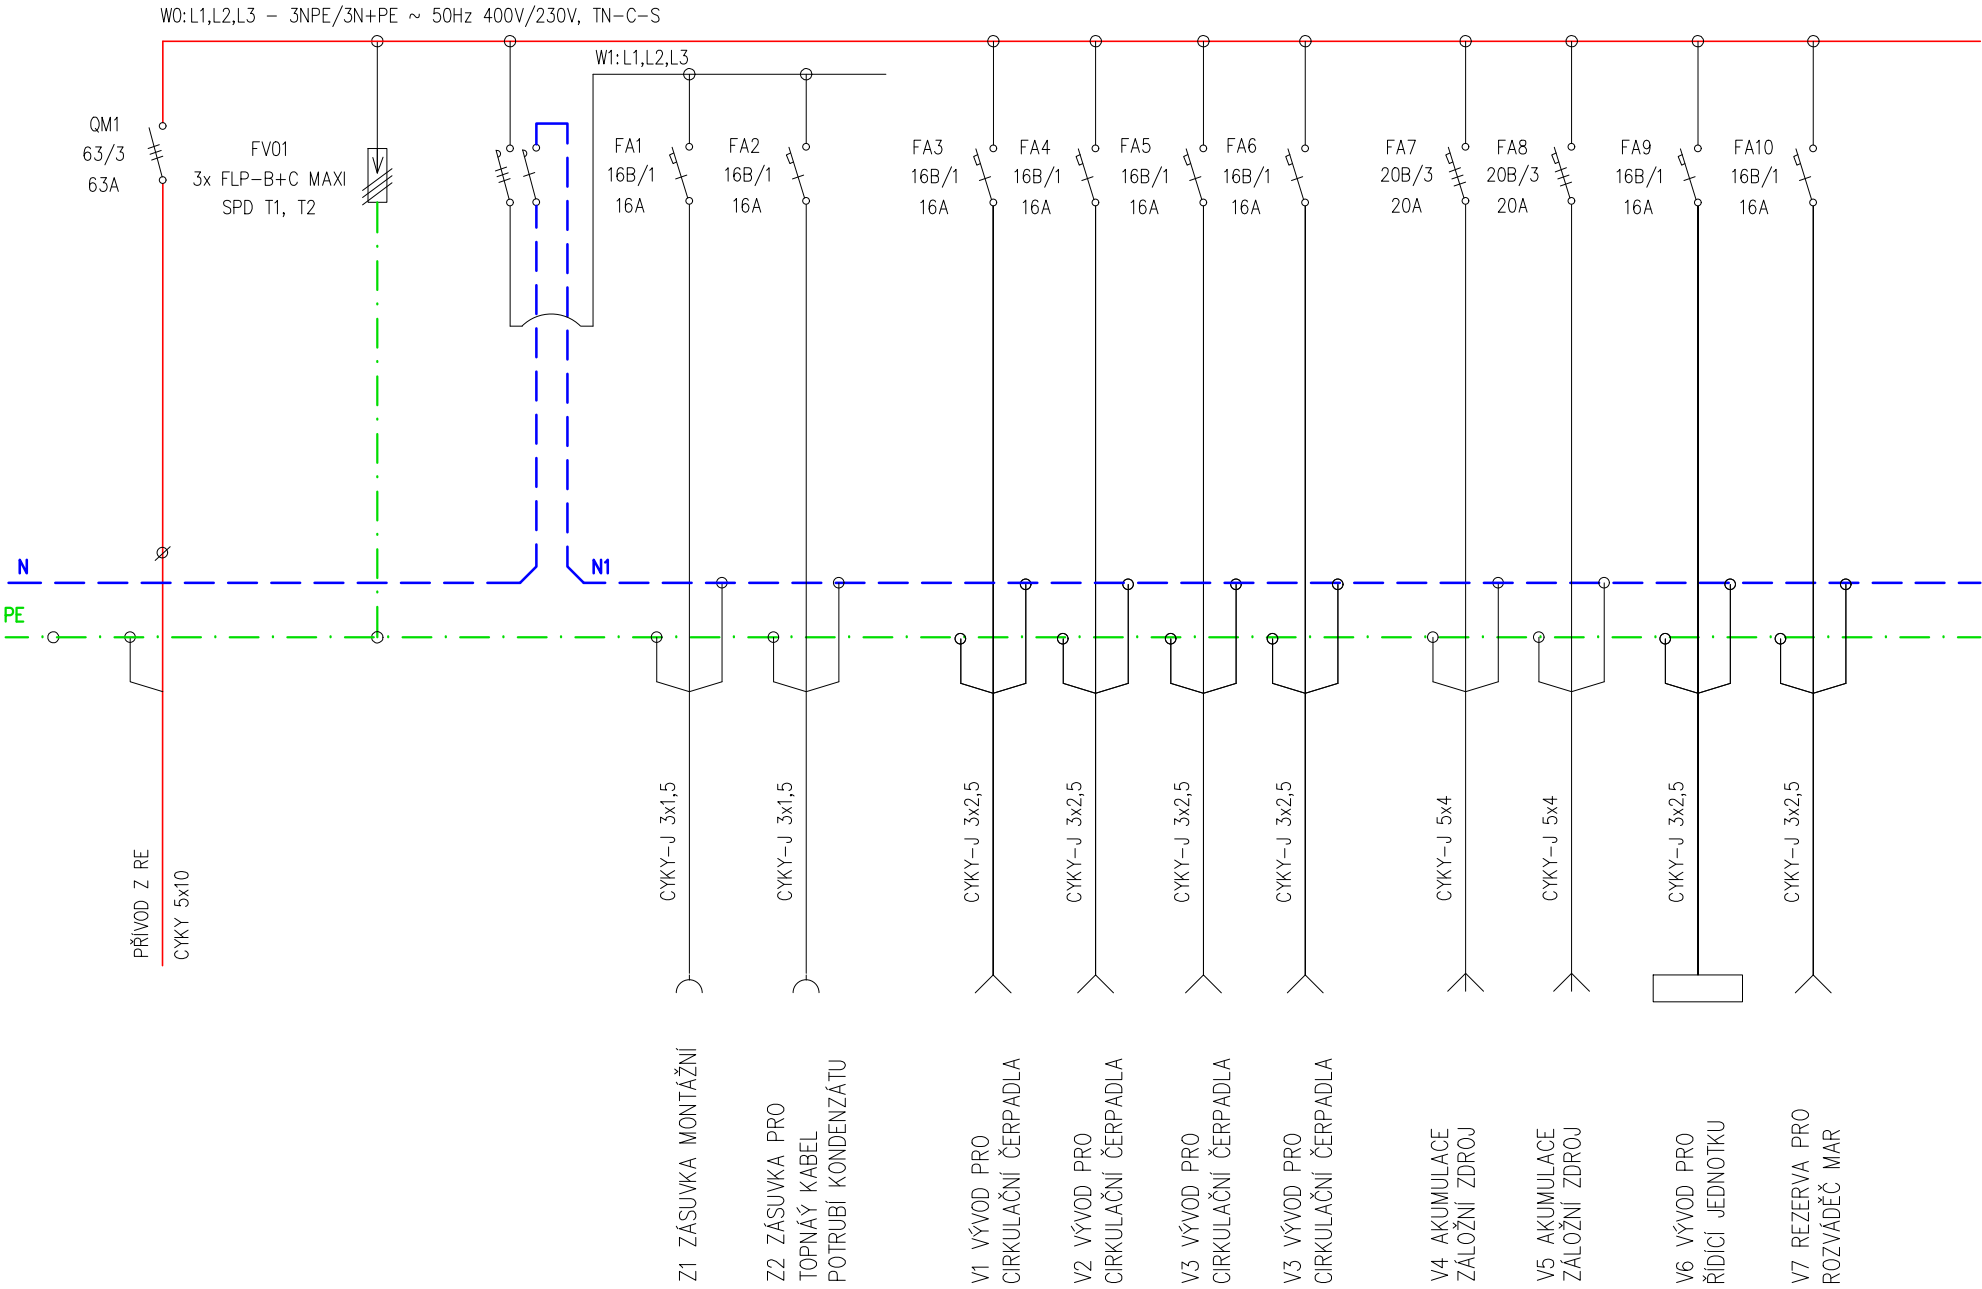 W0:L1,L2,L3 – 3NPE/3N+PE ~ 50Hz 400V/230V, TN–C–S
W1:L1,L2,L3
QM1
63/3
63A
FV01
3x FLP–B+C MAXI
SPD T1, T2
FA1
16B/1
16A
FA2
16B/1
16A
FA3
16B/1
16A
FA4
16B/1
16A
FA5
16B/1
16A
FA6
16B/1
16A
FA7
20B/3
20A
FA8
20B/3
20A
FA9
16B/1
16A
FA10
16B/1
16A
N
N1
PE
PŘÍVOD Z RE
CYKY 5x10
CYKY–J 3x1,5
CYKY–J 3x1,5
CYKY–J 3x2,5
CYKY–J 3x2,5
CYKY–J 3x2,5
CYKY–J 3x2,5
CYKY–J 5x4
CYKY–J 5x4
CYKY–J 3x2,5
CYKY–J 3x2,5
Z1 ZÁSUVKA MONTÁŽNÍ
Z2 ZÁSUVKA PRO
TOPNÁÝ KABEL
POTRUBÍ KONDENZÁTU
V1 VÝVOD PRO
CIRKULAČNÍ ČERPADLA
V2 VÝVOD PRO
CIRKULAČNÍ ČERPADLA
V3 VÝVOD PRO
CIRKULAČNÍ ČERPADLA
V3 VÝVOD PRO
CIRKULAČNÍ ČERPADLA
V4 AKUMULACE
ZÁLOŽNÍ ZDROJ
V5 AKUMULACE
ZÁLOŽNÍ ZDROJ
V6 VÝVOD PRO
ŘÍDÍCÍ JEDNOTKU
V7 REZERVA PRO
ROZVÁDĚČ MAR